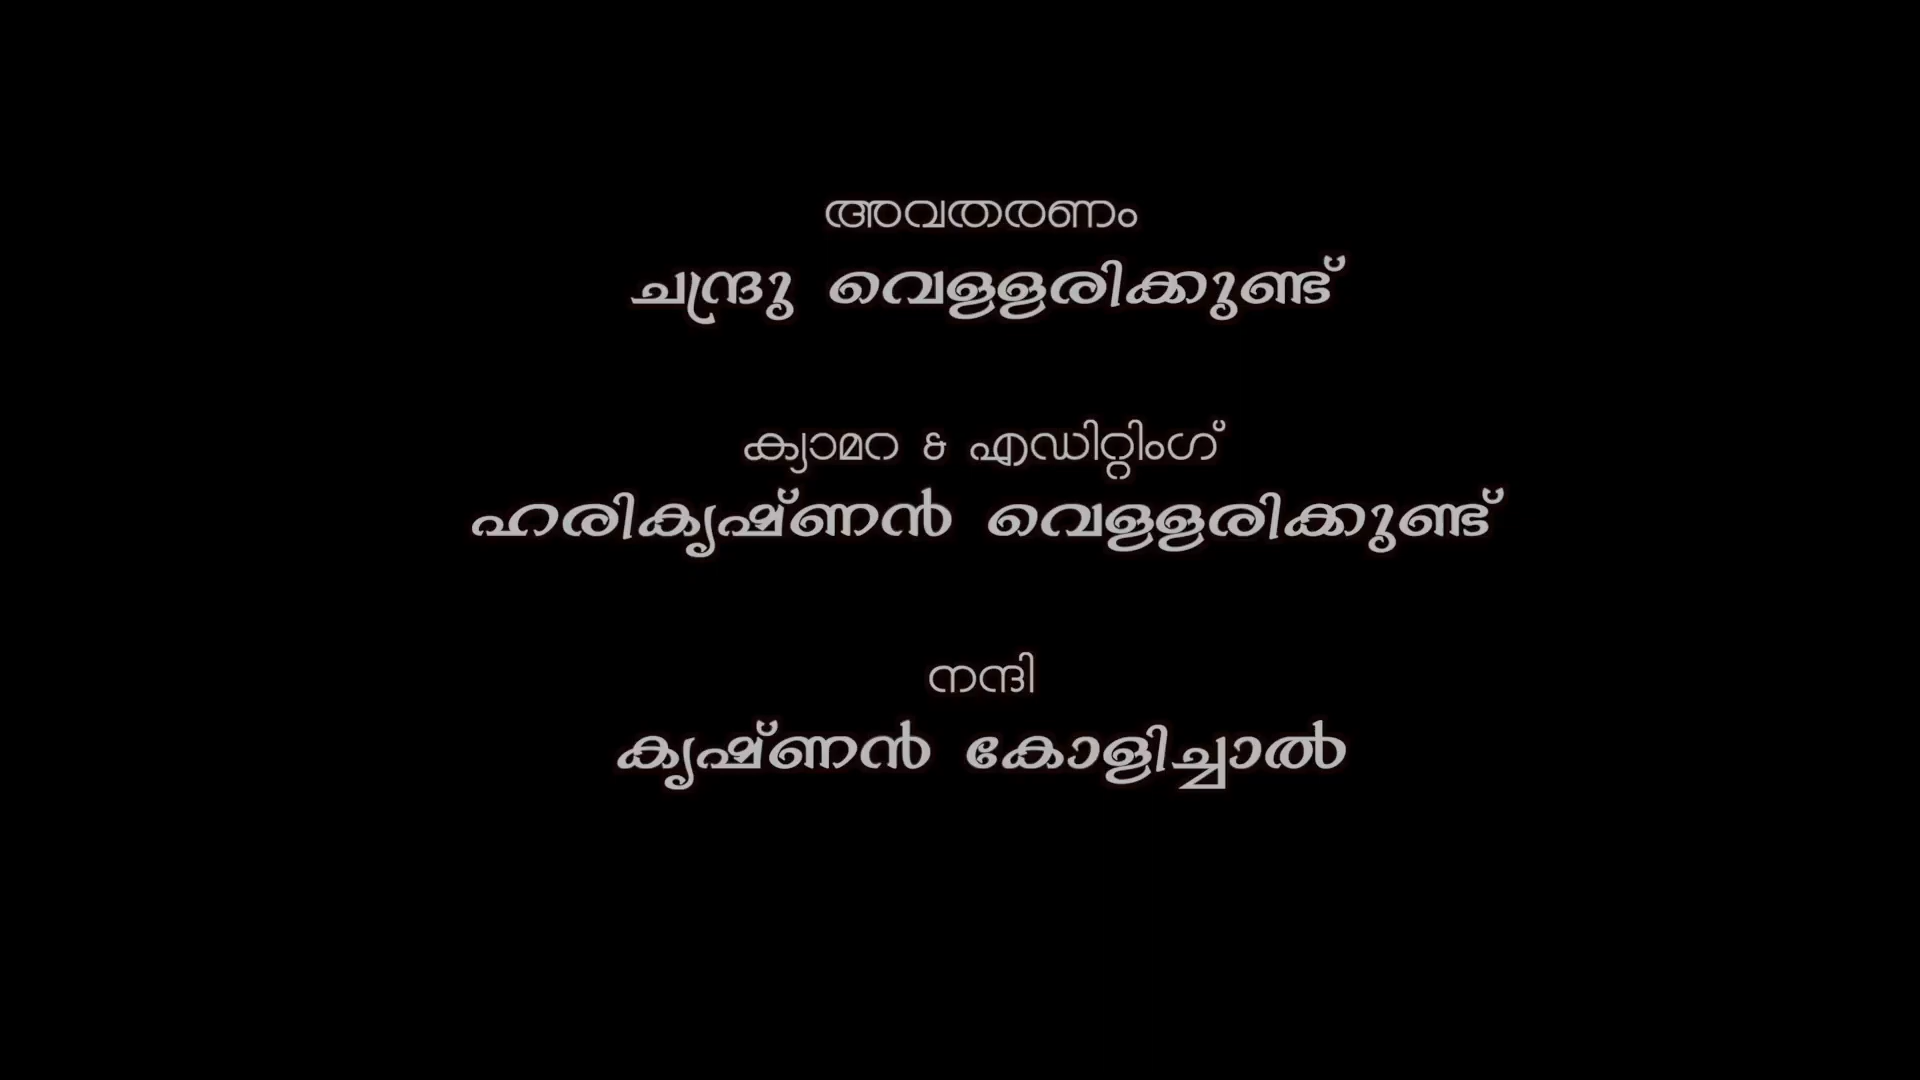 അവതരണം
ചന്ദ്രു വെള്ളരിക്കുണ്ട്
ക്യാമറ & എഡിറ്റിംഗ്
ഹരികൃഷ്ണൻ വെള്ളരിക്കുണ്ട്
നന്ദി
കൃഷ്ണൻ കോളിച്ചാൽ